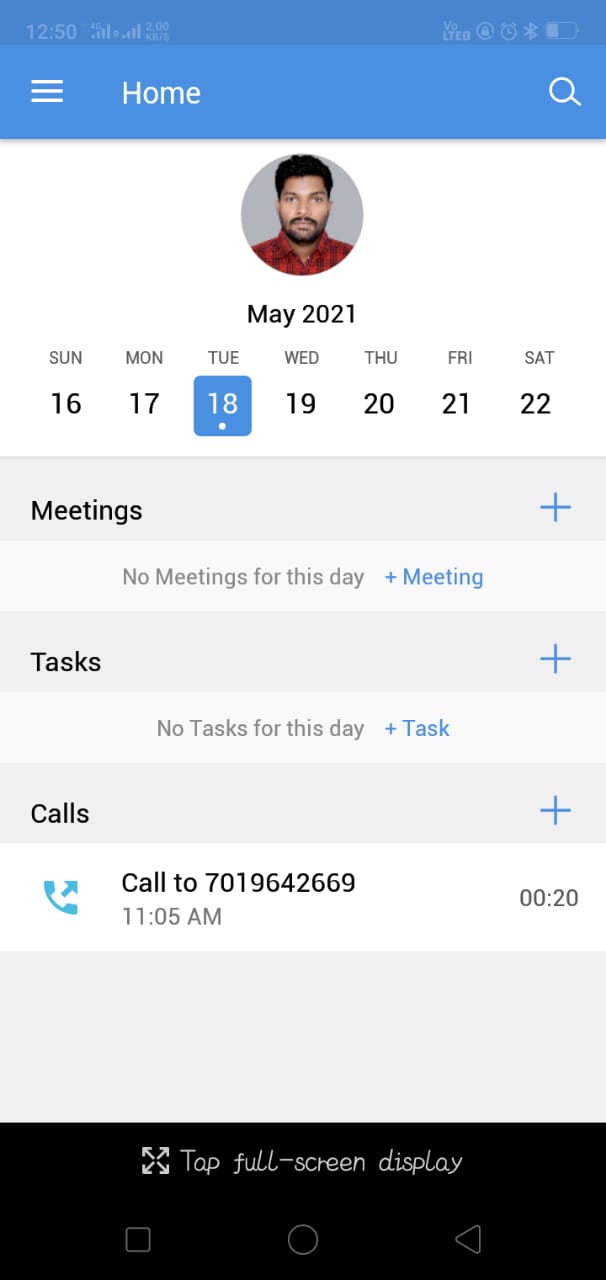 12:50 4G R 2.00 KB/S Vo LTE
Home
May 2021
SUN MON TUE WED THU FRI SAT
16 17 18 19 20 21 22
Meetings
No Meetings for this day + Meeting
Tasks
No Tasks for this day + Task
Calls
Call to 7019642669
11:05 AM 00:20
Tap full-screen display